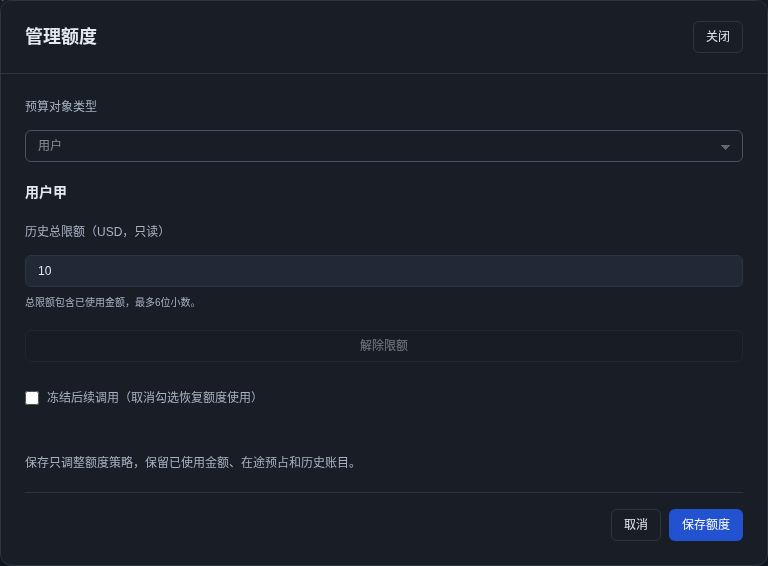 管理额度
关闭
预算对象类型
用户
用户甲
历史总限额（USD，只读）
10
总限额包含已使用金额，最多6位小数。
解除限额
冻结后续调用（取消勾选恢复额度使用）
保存只调整额度策略，保留已使用金额、在途预占和历史账目。
取消
保存额度